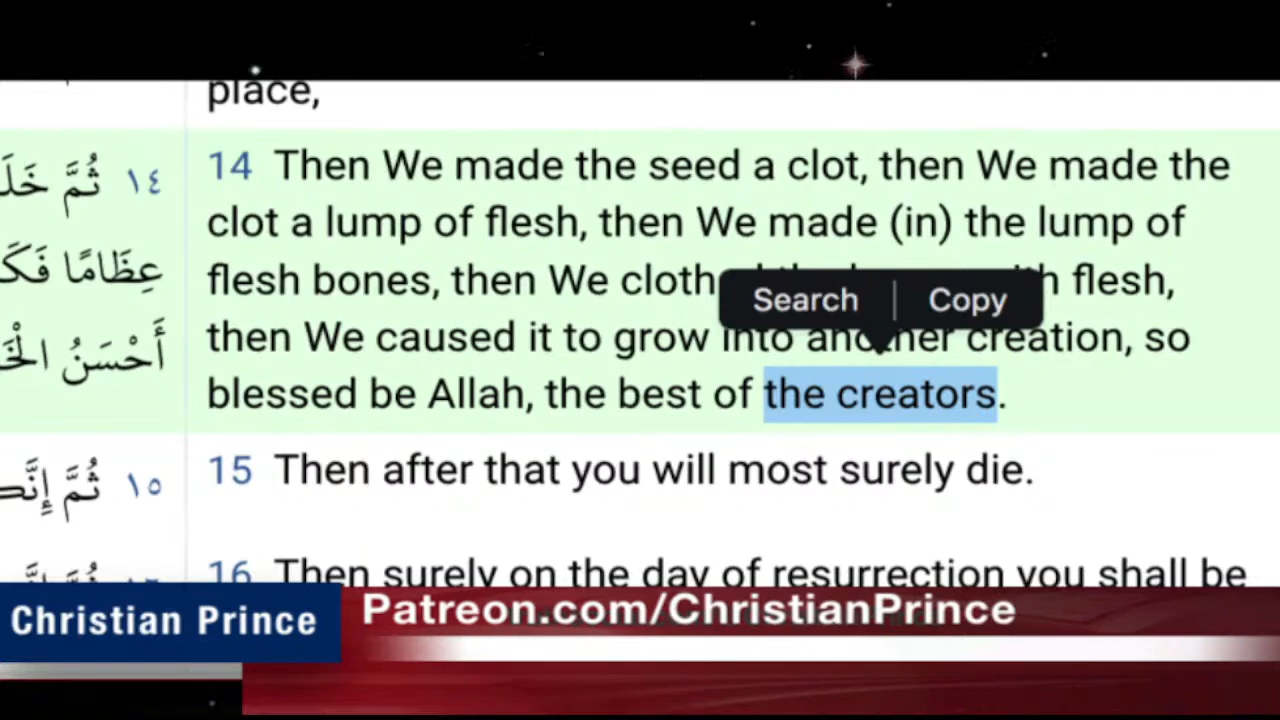 place,
١٤ ثُمَّ
14 Then We made the seed a clot, then We made the
clot a lump of flesh, then We made (in) the lump of
عِظَامًا
flesh bones, then We cloth
flesh,
Search
Copy
then We caused it to grow into another creation, so
أَحْسَنُ
blessed be Allah, the best of the creators.
١٥ ثُمَّ
15 Then after that you will most surely die.
16 Then surely on the day of resurrection you shall be
Christian Prince
Patreon.com/ChristianPrince